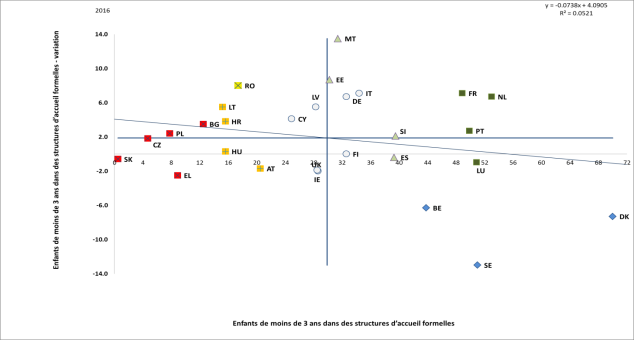 2016
y = -0.0738x + 4.0905
R² = 0.0521
Enfants de moins de 3 ans dans des structures d'accueil formelles - variation
14.0
10.0
6.0
2.0
-2.0
-6.0
-10.0
-14.0
0 4 8 12 16 20 24 28 32 36 40 44 48 52 56 60 64 68 72
MT
EE
RO
LV
IT
DE
FR
NL
LT
CY
HR
BG
PL
CZ
SI
PT
HU
FI
SK
ES
UK
LU
EL
AT
IE
BE
DK
SE
Enfants de moins de 3 ans dans des structures d'accueil formelles